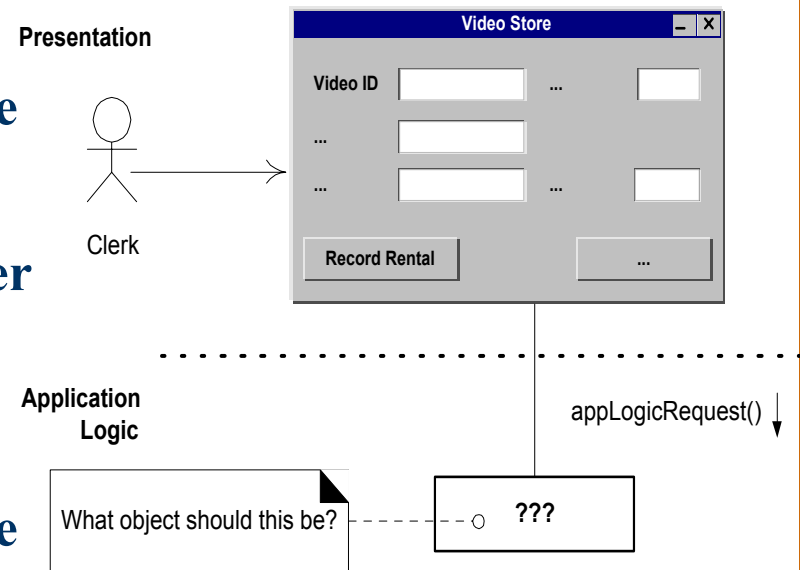 Presentation
Video Store
Video ID ...
...
... ...
Clerk
Record Rental ...
Application
Logic
appLogicRequest()
What object should this be?
???